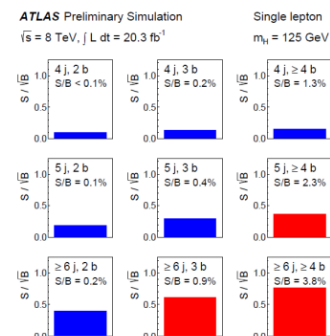 ATLAS Preliminary Simulation
Single lepton
√s = 8 TeV, ∫ L dt = 20.3 fb⁻¹
m_H = 125 GeV
4 j, 2 b
S/B < 0.1%
4 j, 3 b
S/B = 0.2%
4 j, ≥ 4 b
S/B = 1.3%
S / √B
1.0
0.5
0.0
S / √B
1.0
0.5
0.0
S / √B
1.0
0.5
0.0
5 j, 2 b
S/B = 0.1%
5 j, 3 b
S/B = 0.4%
5 j, ≥ 4 b
S/B = 2.3%
S / √B
1.0
0.5
0.0
S / √B
1.0
0.5
0.0
S / √B
1.0
0.5
0.0
≥ 6 j, 2 b
S/B = 0.2%
≥ 6 j, 3 b
S/B = 0.9%
≥ 6 j, ≥ 4 b
S/B = 3.8%
S / √B
1.0
0.5
0.0
S / √B
1.0
0.5
0.0
S / √B
1.0
0.5
0.0